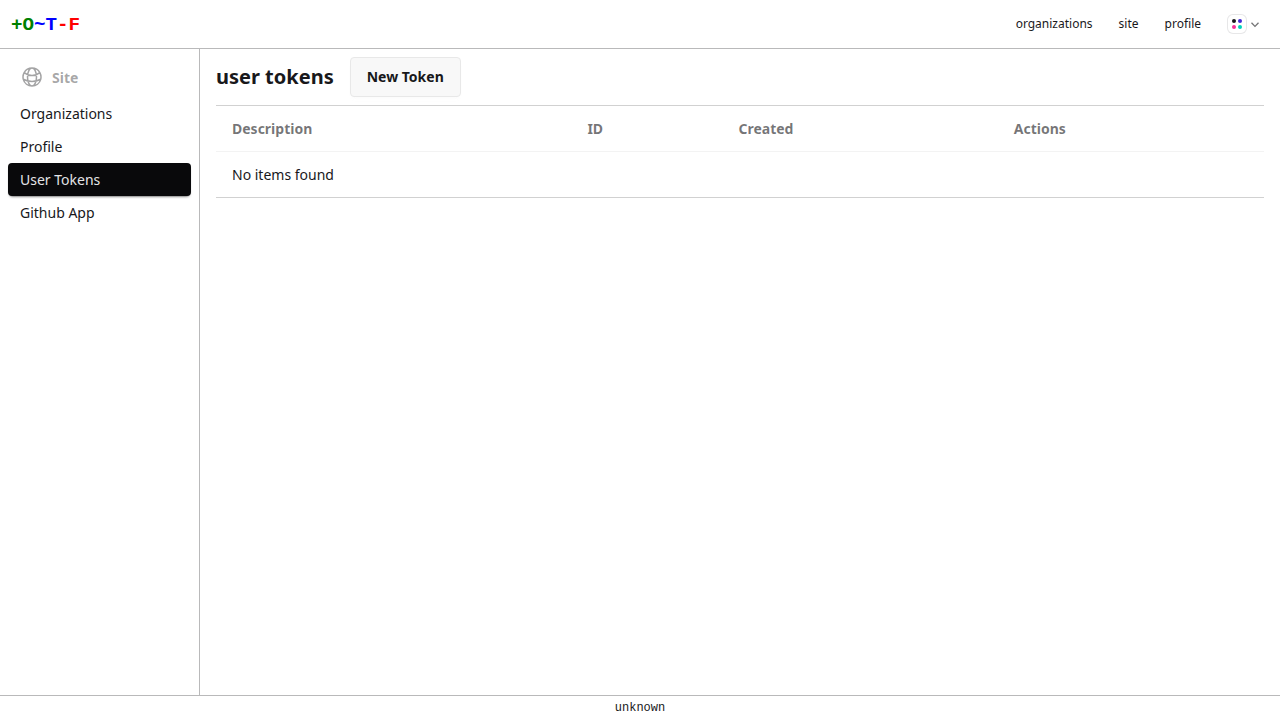 +O~T-F
organizations
site
profile
Site
Organizations
Profile
User Tokens
Github App
user tokens
New Token
Description ID Created Actions
No items found
unknown